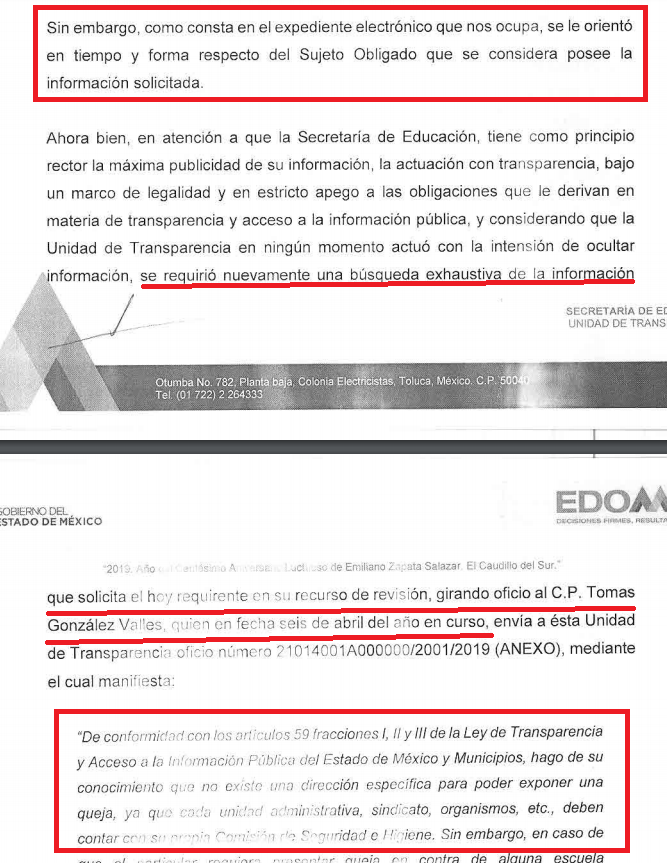 Sin embargo, como consta en el expediente electrónico que nos ocupa, se le orientó
en tiempo y forma respecto del Sujeto Obligado que se considera posee la
información solicitada.
Ahora bien, en atención a que la Secretaría de Educación, tiene como principio
rector la máxima publicidad de su información, la actuación con transparencia, bajo
un marco de legalidad y en estricto apego a las obligaciones que le derivan en
materia de transparencia y acceso a la información pública, y considerando que la
Unidad de Transparencia en ningún momento actuó con la intención de ocultar
información, se requirió nuevamente una búsqueda exhaustiva de la información
SECRETARÍA DE ED
UNIDAD DE TRANS
Otumba No. 782, Planta baja, Colonia Electricistas, Toluca, México. C.P. 50040
Tel. (01 722) 2 264333
GOBIERNO DEL
ESTADO DE MÉXICO
EDOM
DECISIONES FIRMES, RESULTA
"2019. Año del Centésimo Aniversario Luctuoso de Emiliano Zapata Salazar. El Caudillo del Sur."
que solicita el hoy requirente en su recurso de revisión, girando oficio al C.P. Tomas
González Valles, quien en fecha seis de abril del año en curso, envía a ésta Unidad
de Transparencia oficio número 21014001A000000/2001/2019 (ANEXO), mediante
el cual manifiesta:
"De conformidad con los artículos 59 fracciones I, II y III de la Ley de Transparencia
y Acceso a la Información Pública del Estado de México y Municipios, hago de su
conocimiento que no existe una dirección específica para poder exponer una
queja, ya que cada unidad administrativa, sindicato, organismos, etc., deben
contar con su propia Comisión de Seguridad e Higiene. Sin embargo, en caso de
que el particular requiera presentar queja en contra de alguna escuela